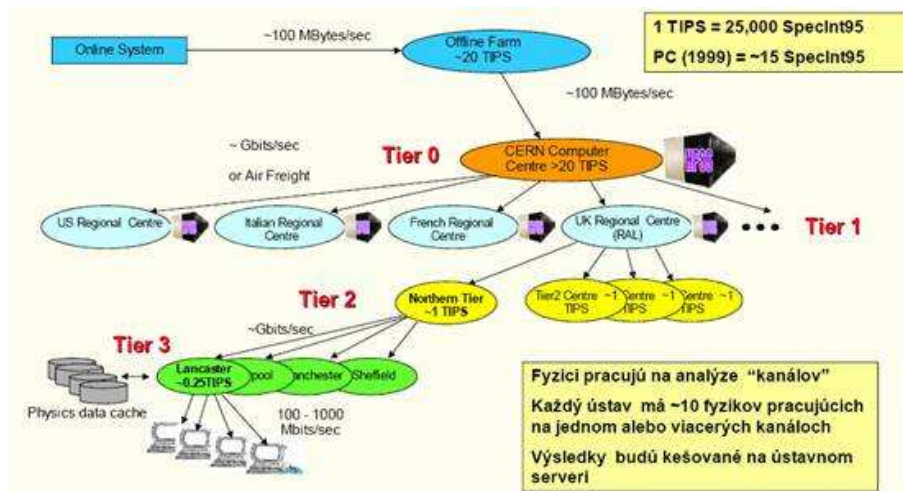 1 TIPS = 25,000 SpecInt95
PC (1999) = ~15 SpecInt95
~100 MBytes/sec
Online System
Offline Farm
~20 TIPS
~100 MBytes/sec
~ Gbits/sec
or Air Freight
Tier 0
CERN Computer
Centre >20 TIPS
US Regional Centre
Italian Regional
Centre
French Regional
Centre
UK Regional Centre
(RAL)
Tier 1
Tier 2
Northern Tier
~1 TIPS
Tier2 Centre ~1
TIPS
Centre ~1
TIPS
Centre ~1
TIPS
~Gbits/sec
Tier 3
Lancaster
~0.25TIPS
pool
anchester
Sheffield
Physics data cache
100 - 1000
Mbits/sec
Fyzici pracujú na analýze "kanálov"
Každý ústav má ~10 fyzikov pracujúcich
na jednom alebo viacerých kanáloch
Výsledky budú kešované na ústavnom
serveri